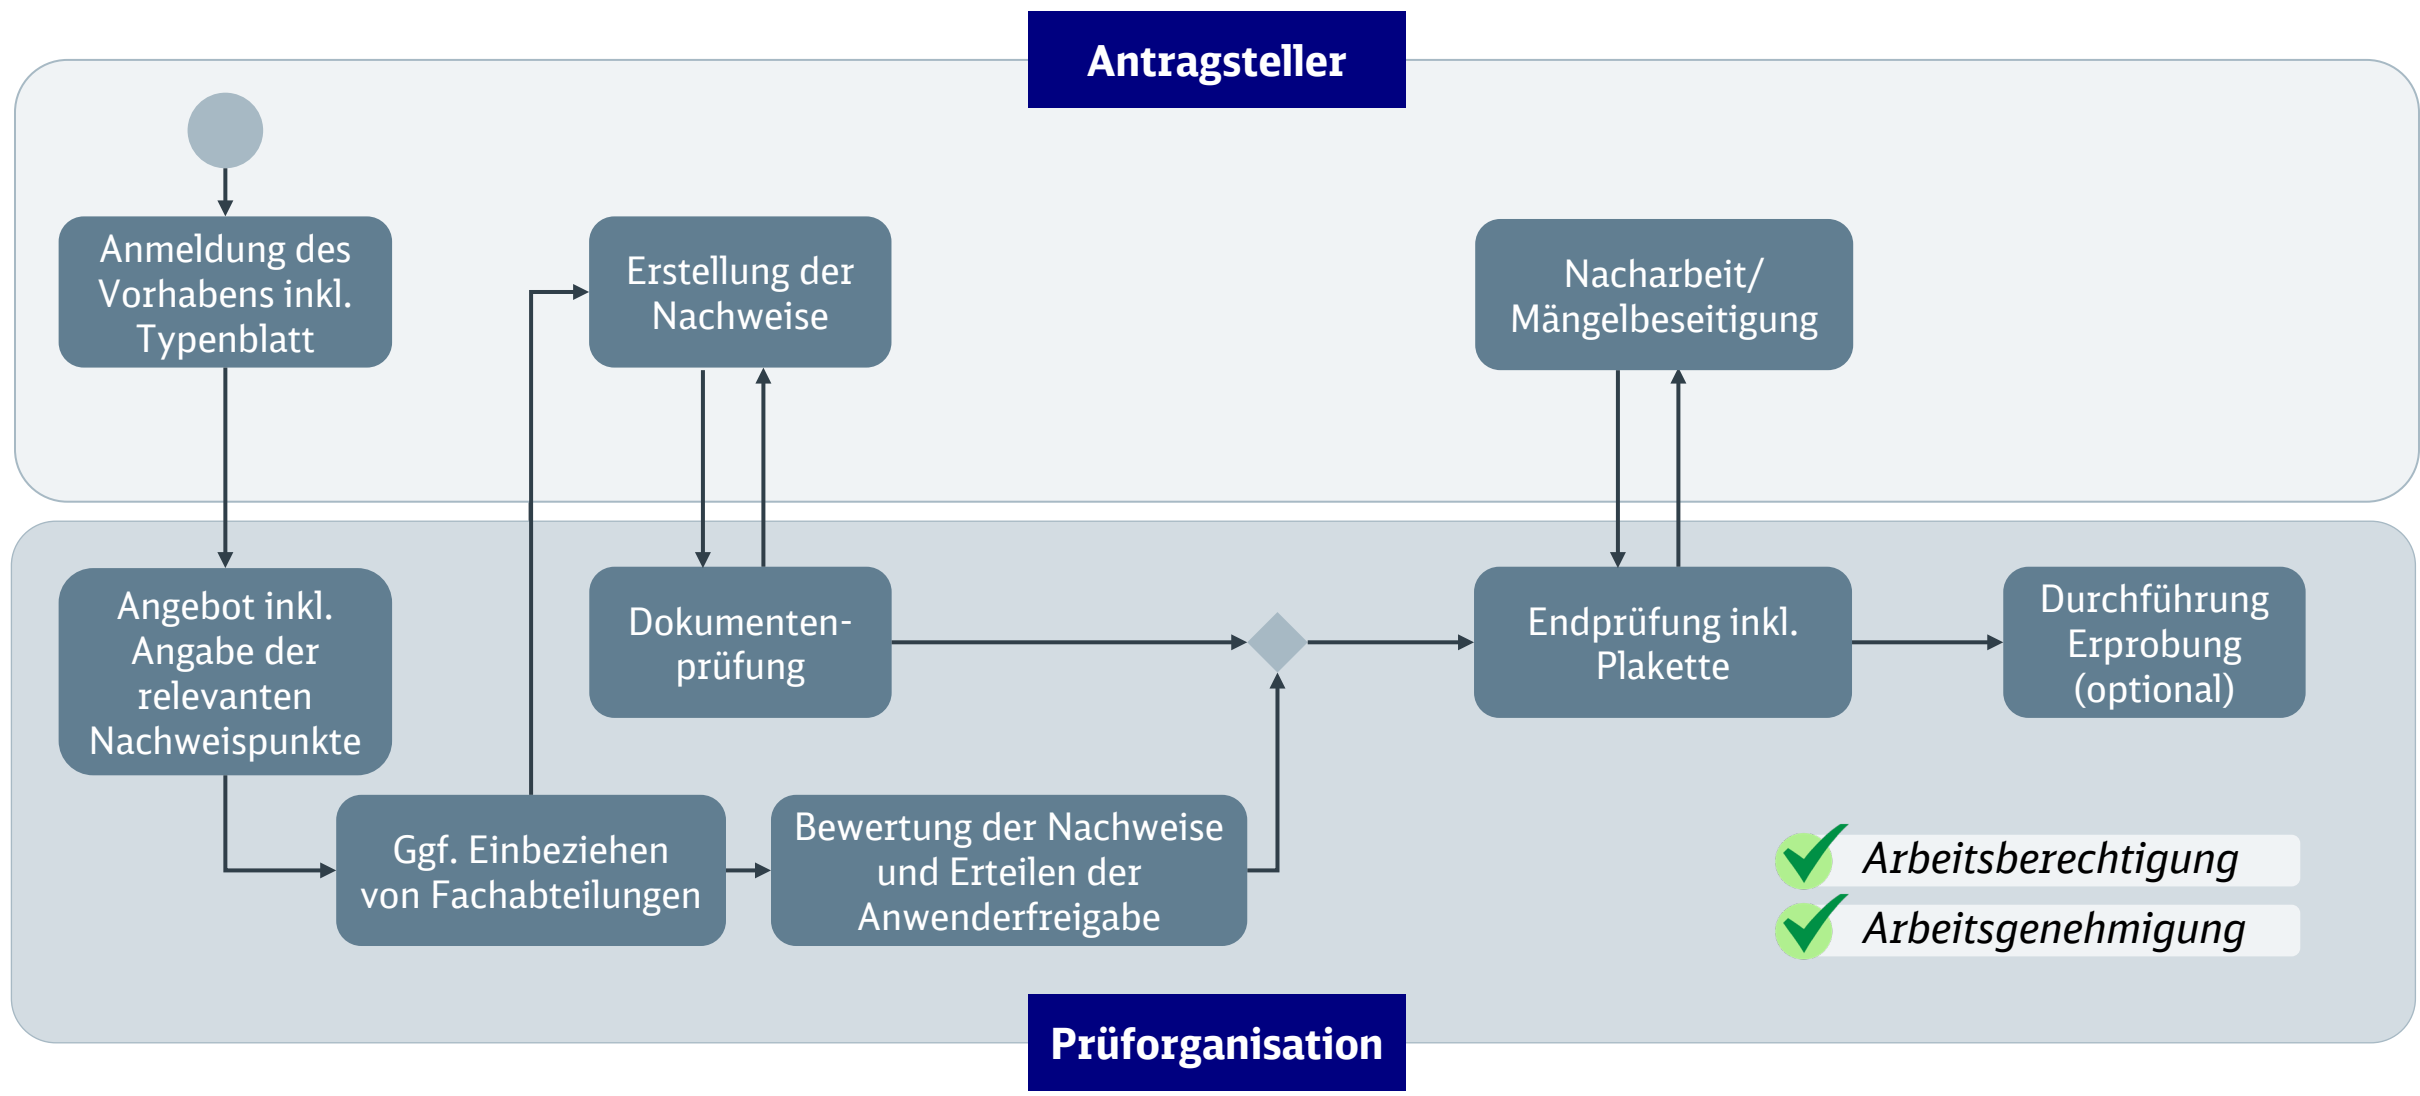 Antragsteller
Anmeldung des
Vorhabens inkl.
Typenblatt
Erstellung der
Nachweise
Nacharbeit/
Mängelbeseitigung
Angebot inkl.
Angabe der
relevanten
Nachweispunkte
Dokumenten-
prüfung
Endprüfung inkl.
Plakette
Durchführung
Erprobung
(optional)
Ggf. Einbeziehen
von Fachabteilungen
Bewertung der Nachweise
und Erteilen der
Anwenderfreigabe
Arbeitsberechtigung
Arbeitsgenehmigung
Prüforganisation